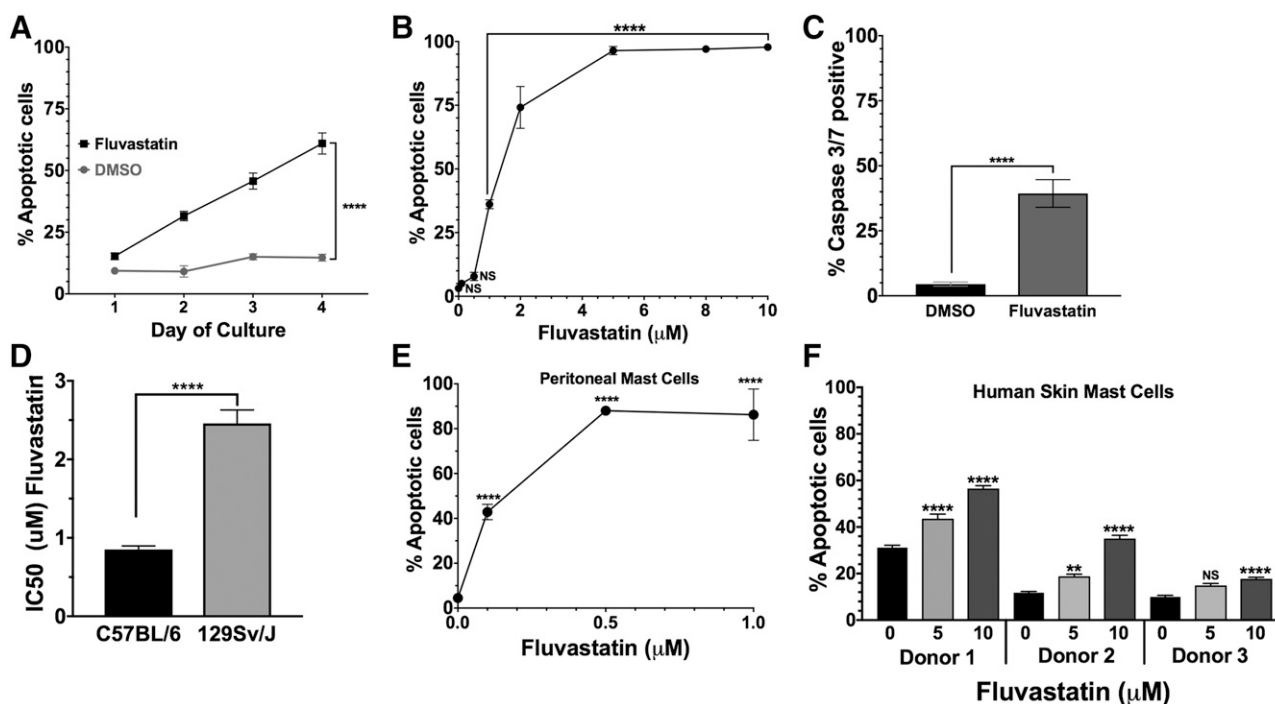 A
% Apoptotic cells
100
75
50
25
0
Fluvastatin
DMSO
****
1 2 3 4
Day of Culture
B
% Apoptotic cells
100
75
50
25
0
****
NS
NS
0 2 4 6 8 10
Fluvastatin (μM)
C
% Caspase 3/7 positive
100
75
50
25
0
****
DMSO Fluvastatin
D
IC50 (uM) Fluvastatin
3
2
1
0
****
C57BL/6 129Sv/J
E
Peritoneal Mast Cells
% Apoptotic cells
100
80
60
40
20
0
****
****
****
0.0 0.5 1.0
Fluvastatin (μM)
F
Human Skin Mast Cells
% Apoptotic cells
100
80
60
40
20
0
****
****
**
****
NS
****
0 5 10 0 5 10 0 5 10
Donor 1 Donor 2 Donor 3
Fluvastatin (μM)